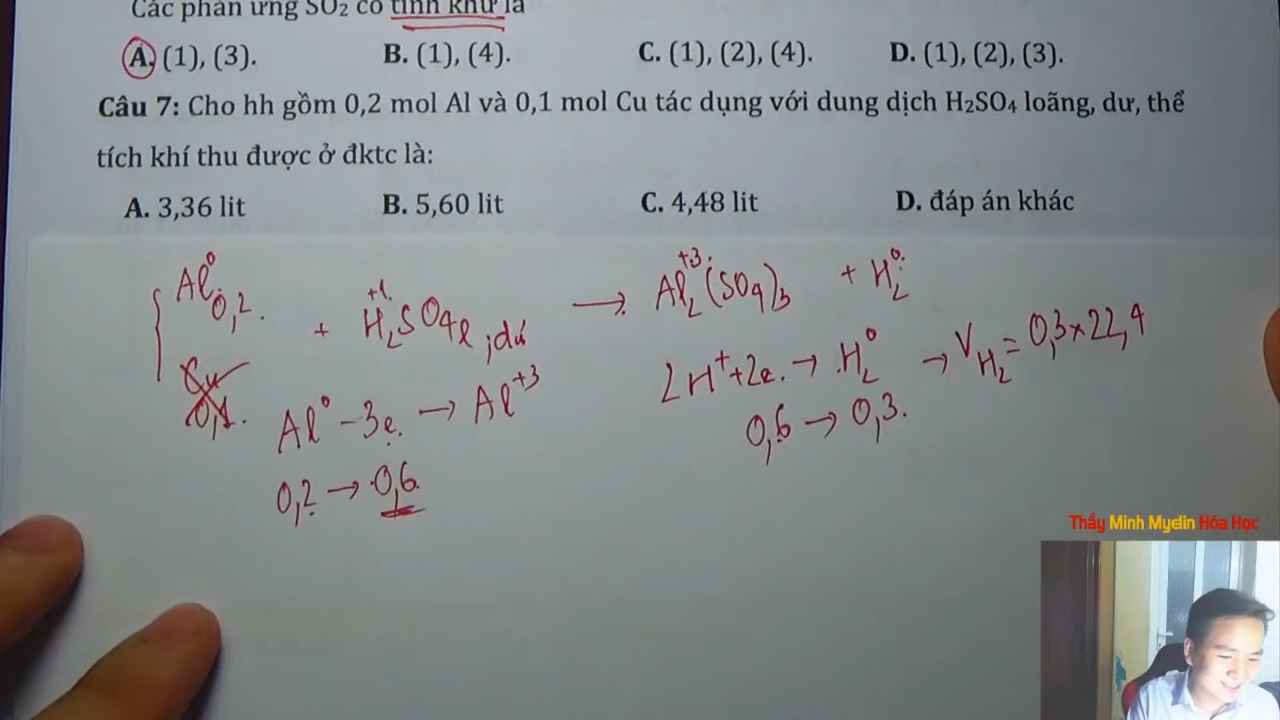 Các phản ứng SO₂ có tính khử là
A. (1), (3). B. (1), (4). C. (1), (2), (4). D. (1), (2), (3).
Câu 7: Cho hh gồm 0,2 mol Al và 0,1 mol Cu tác dụng với dung dịch H₂SO₄ loãng, dư, thể
tích khí thu được ở đktc là:
A. 3,36 lit B. 5,60 lit C. 4,48 lit D. đáp án khác
Al⁰ 0,2. + H₂⁺¹SO₄ l, dư → Al₂⁺³(SO₄)₃ + H₂⁰
Cu 0,1.
Al⁰ - 3e. → Al⁺³
0,2 → 0,6
2H⁺ + 2e. → H₂⁰ → V H₂ = 0,3 × 22,4
0,6 → 0,3.
Thầy Minh Myelin Hóa Học